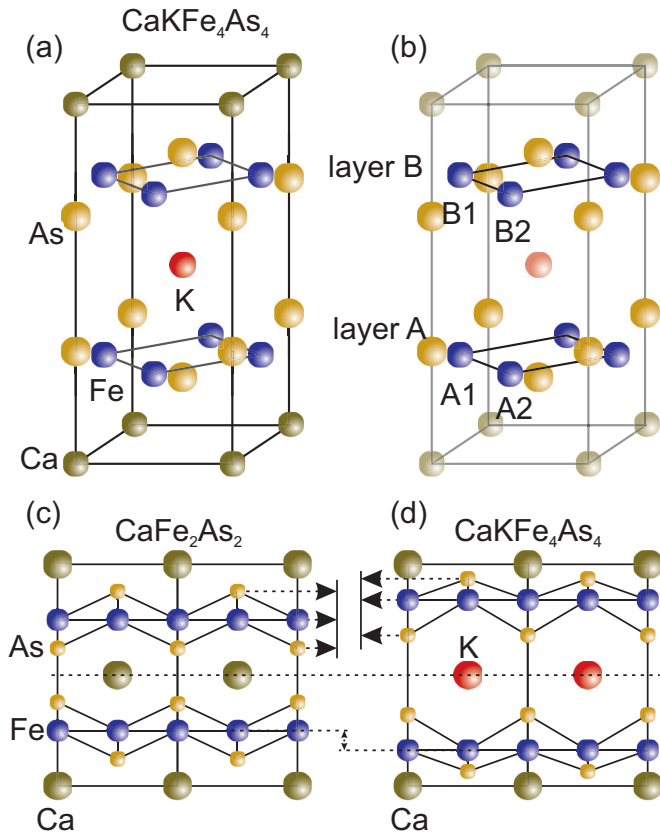 CaKFe₄As₄
(a)
As
K
Fe
Ca
(b)
layer B
B1
B2
layer A
A1
A2
(c)
CaFe₂As₂
As
Fe
Ca
(d)
CaKFe₄As₄
K
Ca